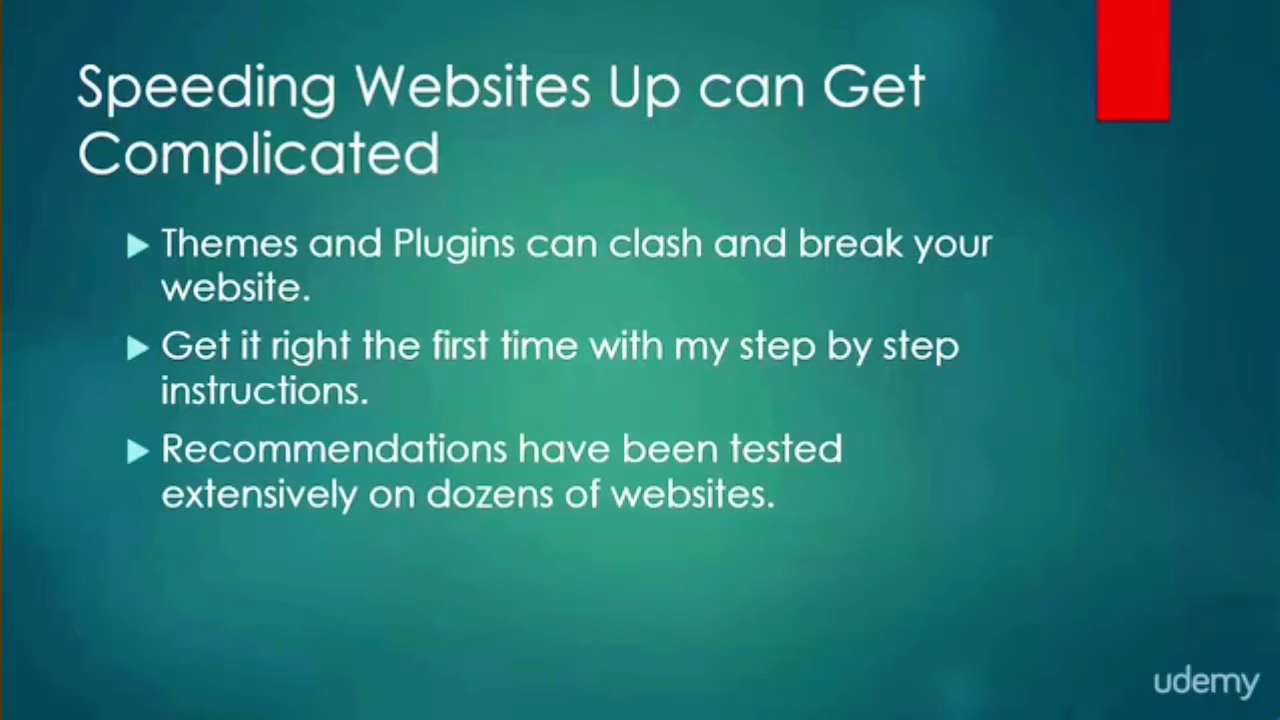 Speeding Websites Up can Get
Complicated
Themes and Plugins can clash and break your
website.
Get it right the first time with my step by step
instructions.
Recommendations have been tested
extensively on dozens of websites.
udemy